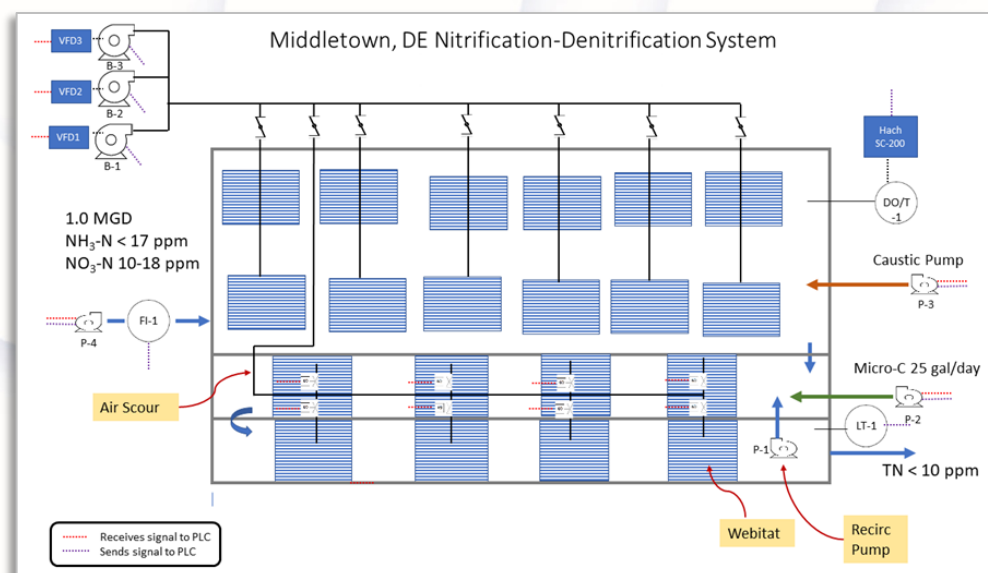 Middletown, DE Nitrification-Denitrification System
VFD3
B-3
VFD2
B-2
VFD1
B-1
Hach
SC-200
DO/T
-1
1.0 MGD
NH₃-N < 17 ppm
NO₃-N 10-18 ppm
Caustic Pump
P-3
FI-1
P-4
Micro-C 25 gal/day
P-2
Air Scour
LT-1
P-1
TN < 10 ppm
Webitat
Recirc
Pump
Receives signal to PLC
Sends signal to PLC